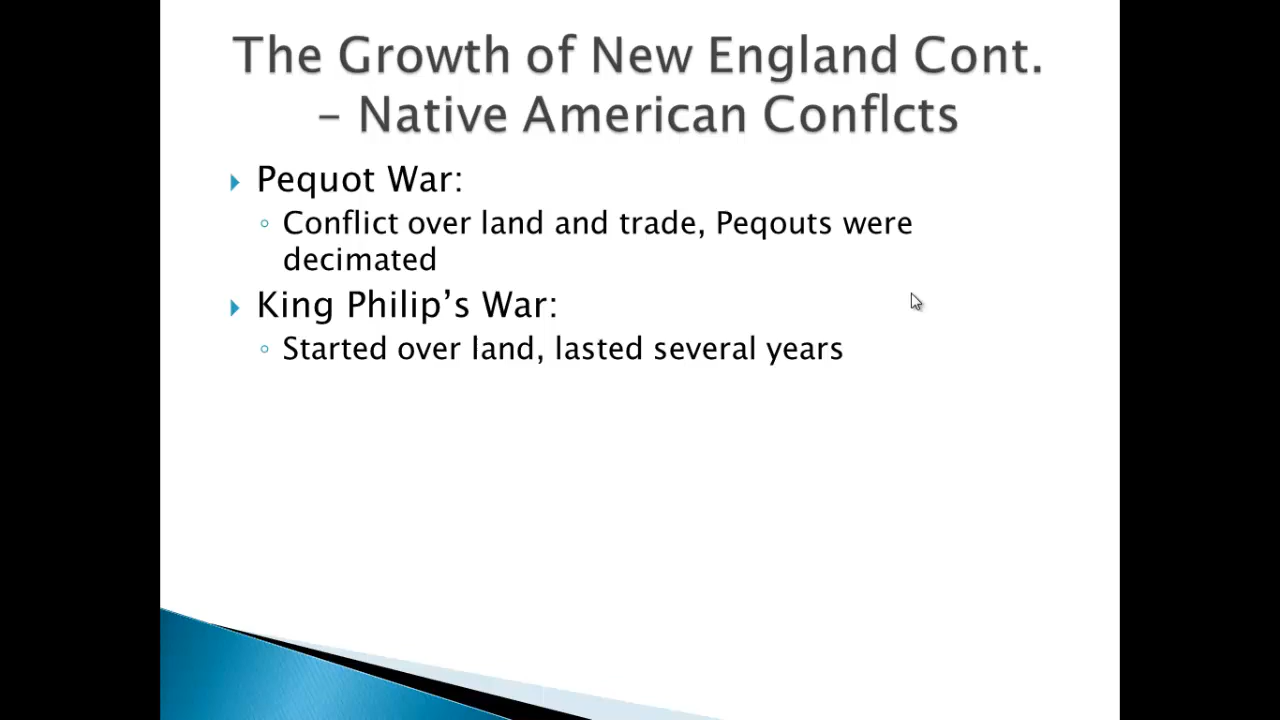 The Growth of New England Cont.
– Native American Conflcts
Pequot War:
Conflict over land and trade, Peqouts were
decimated
King Philip’s War:
Started over land, lasted several years